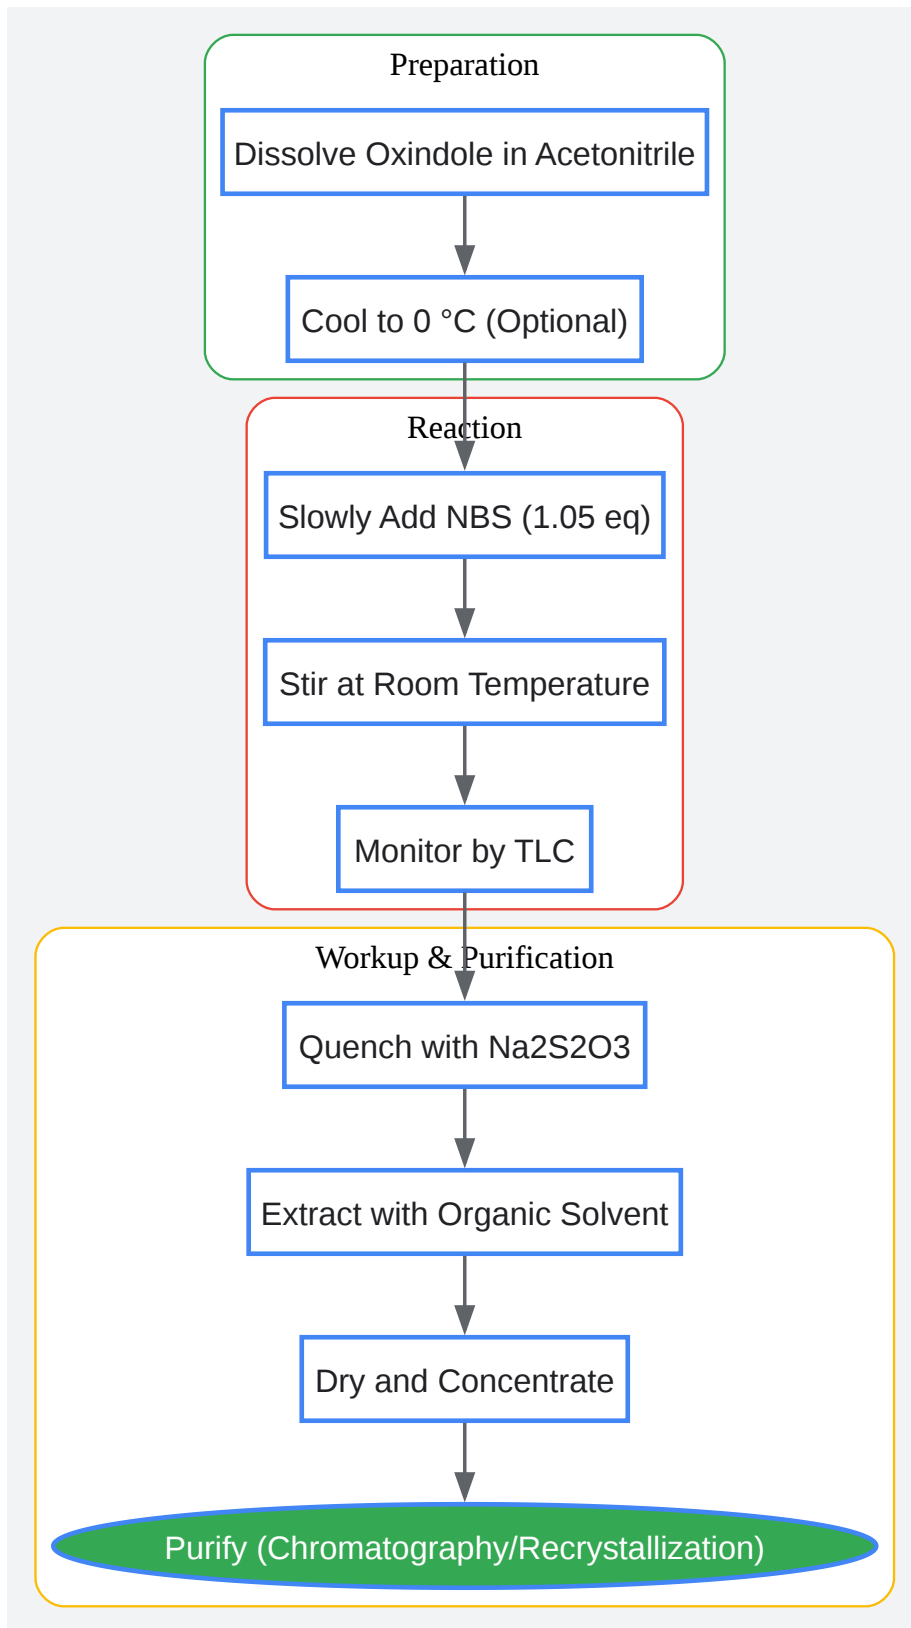 Preparation
Dissolve Oxindole in Acetonitrile
Cool to 0 °C (Optional)
Reaction
Slowly Add NBS (1.05 eq)
Stir at Room Temperature
Monitor by TLC
Workup & Purification
Quench with Na2S2O3
Extract with Organic Solvent
Dry and Concentrate
Purify (Chromatography/Recrystallization)